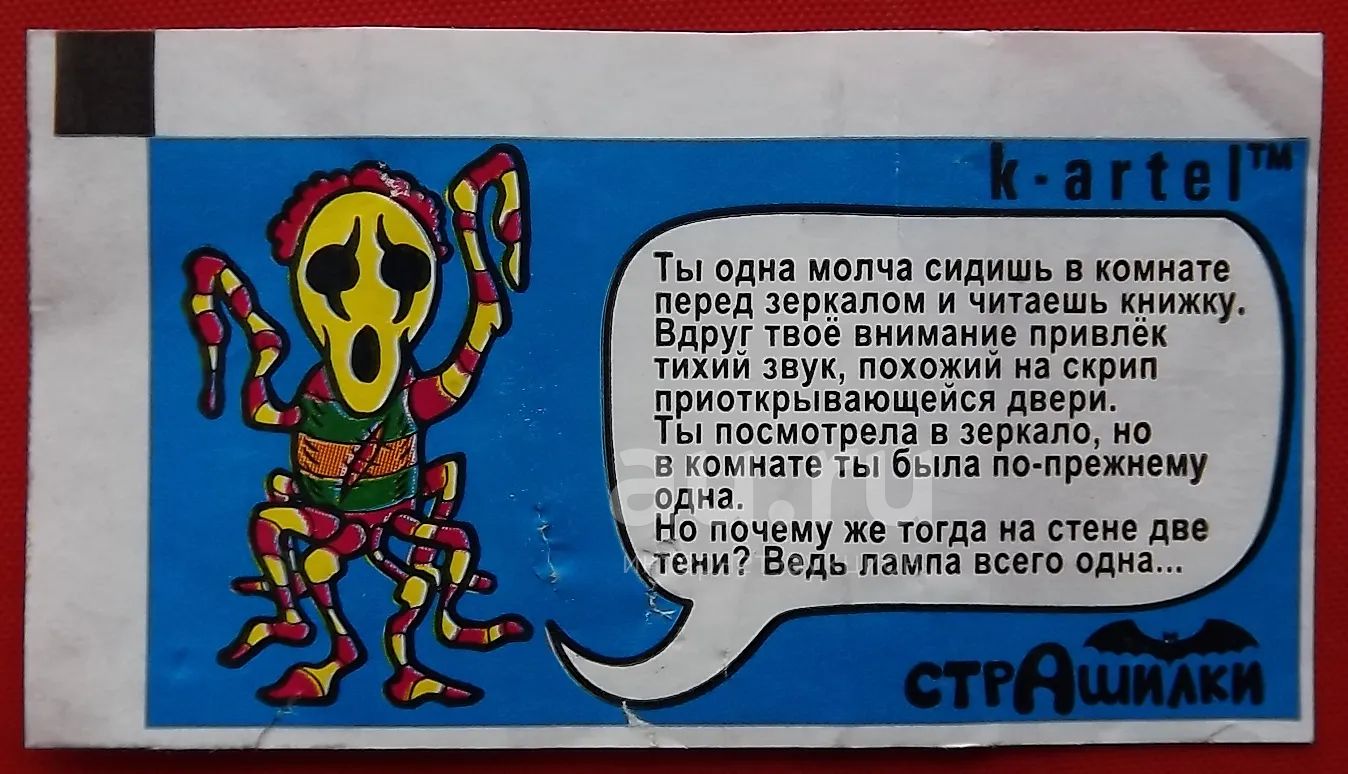 k-artel™
Ты одна молча сидишь в комнате
перед зеркалом и читаешь книжку.
Вдруг твоё внимание привлёк
тихий звук, похожий на скрип
приоткрывающейся двери.
Ты посмотрела в зеркало, но
в комнате ты была по-прежнему
одна.
Но почему же тогда на стене две
тени? Ведь лампа всего одна...
стрАшилки
au.ru